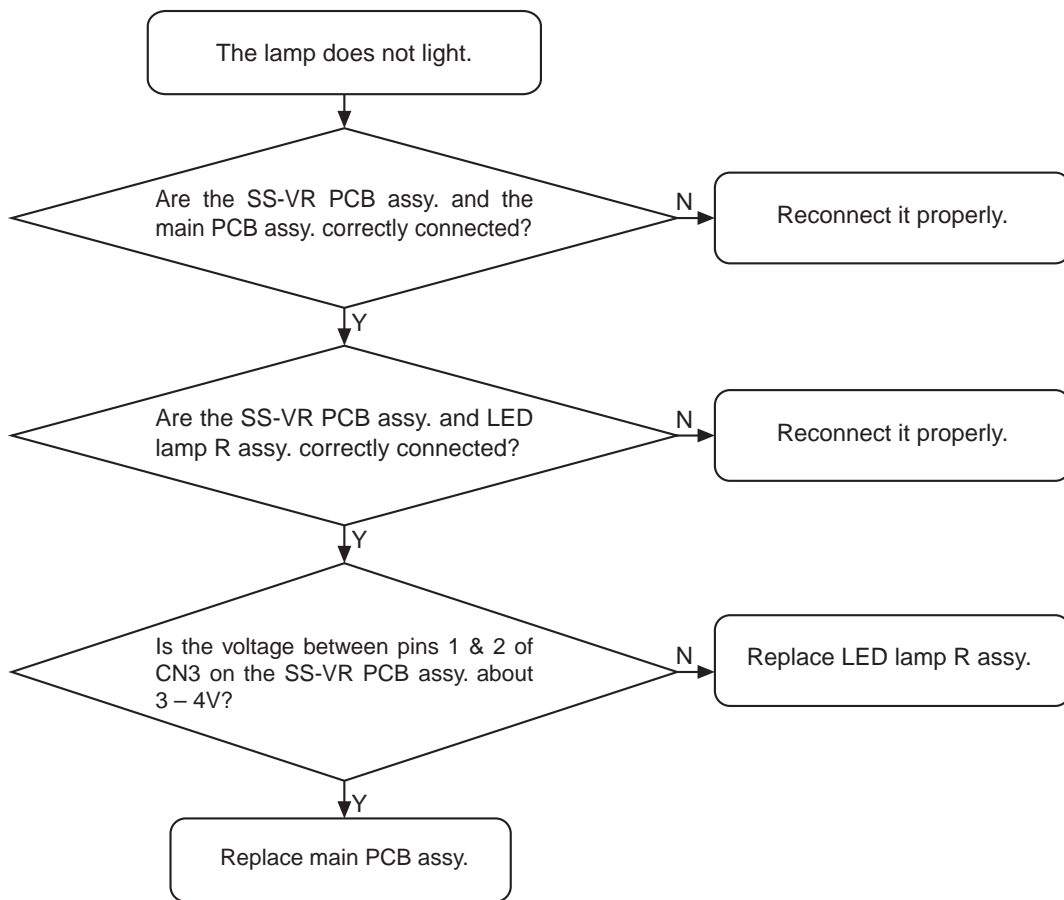 The lamp does not light.
Are the SS-VR PCB assy. and the
main PCB assy. correctly connected?
N
Reconnect it properly.
Y
Are the SS-VR PCB assy. and LED
lamp R assy. correctly connected?
N
Reconnect it properly.
Y
Is the voltage between pins 1 & 2 of
CN3 on the SS-VR PCB assy. about
3 – 4V?
N
Replace LED lamp R assy.
Y
Replace main PCB assy.